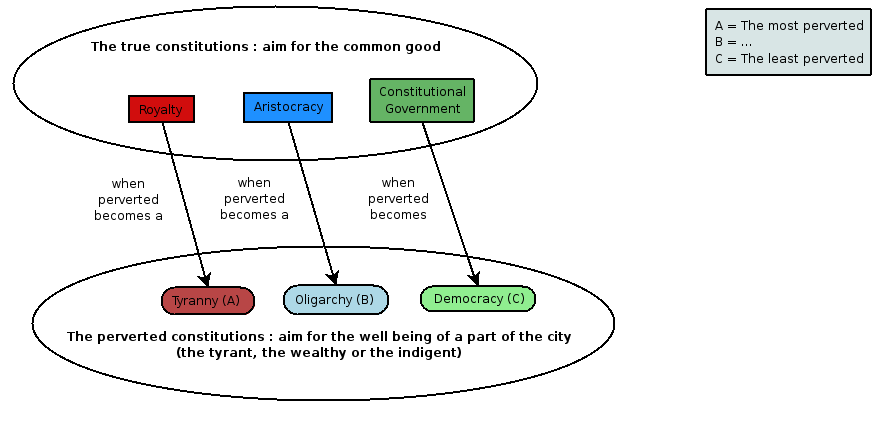 The true constitutions : aim for the common good
A = The most perverted
B = ...
C = The least perverted
Royalty
Aristocracy
Constitutional
Government
when
perverted
becomes a
when
perverted
becomes a
when
perverted
becomes
Tyranny (A)
Oligarchy (B)
Democracy (C)
The perverted constitutions : aim for the well being of a part of the city
(the tyrant, the wealthy or the indigent)